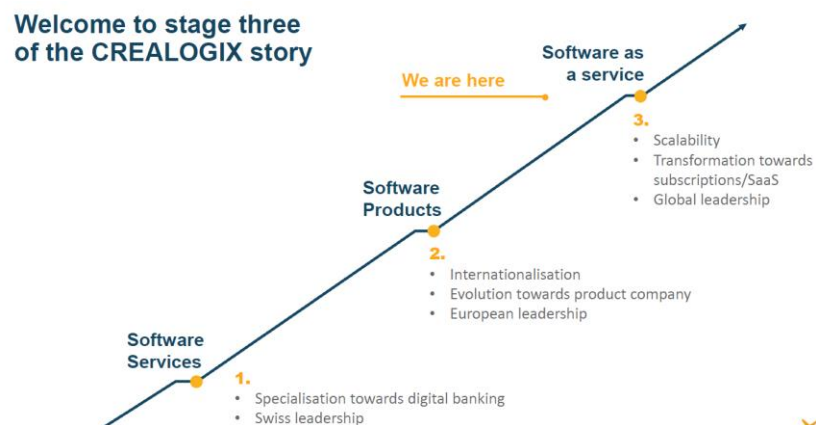 Welcome to stage three
of the CREALOGIX story
Software as
a service
We are here
3.
• Scalability
• Transformation towards
subscriptions/SaaS
• Global leadership
Software
Products
2.
• Internationalisation
• Evolution towards product company
• European leadership
Software
Services
1.
• Specialisation towards digital banking
• Swiss leadership